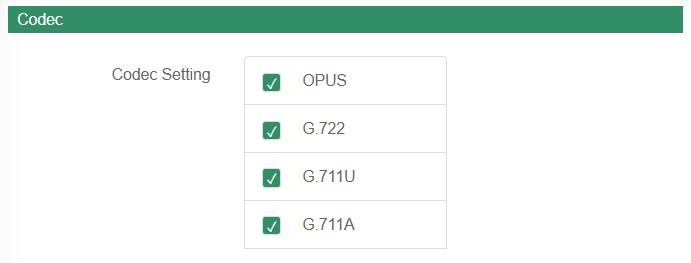 Codec
Codec Setting
OPUS
G.722
G.711U
G.711A